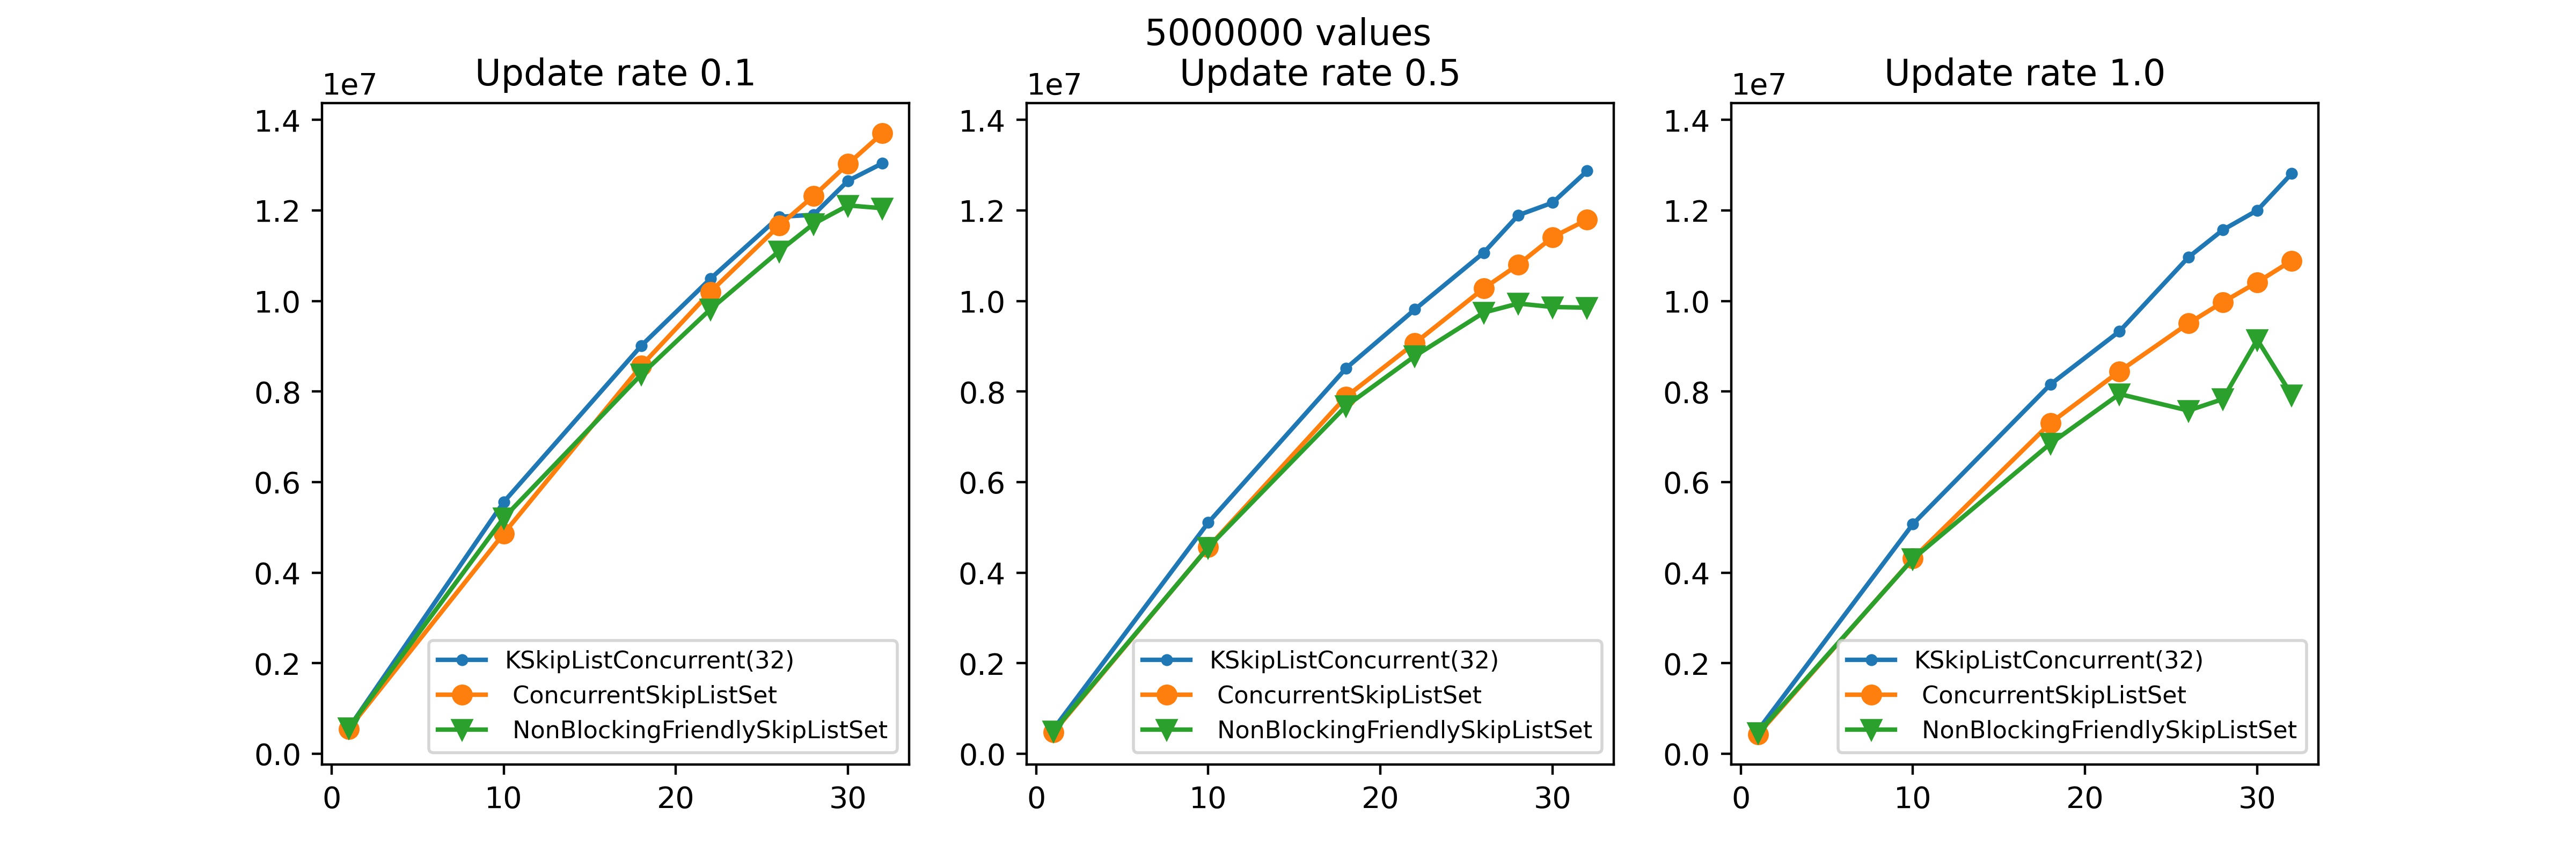 5000000 values
Update rate 0.1
1e7
1.4
1.2
1.0
0.8
0.6
0.4
0.2
0.0
0 10 20 30
KSkipListConcurrent(32)
ConcurrentSkipListSet
NonBlockingFriendlySkipListSet
Update rate 0.5
1e7
1.4
1.2
1.0
0.8
0.6
0.4
0.2
0.0
0 10 20 30
KSkipListConcurrent(32)
ConcurrentSkipListSet
NonBlockingFriendlySkipListSet
Update rate 1.0
1e7
1.4
1.2
1.0
0.8
0.6
0.4
0.2
0.0
0 10 20 30
KSkipListConcurrent(32)
ConcurrentSkipListSet
NonBlockingFriendlySkipListSet